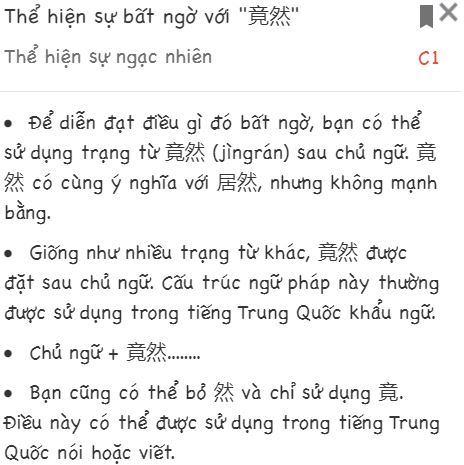 Thể hiện sự bất ngờ với "竟然"
Thể hiện sự ngạc nhiên
C1
• Để diễn đạt điều gì đó bất ngờ, bạn có thể
sử dụng trạng từ 竟然 (jìngrán) sau chủ ngữ. 竟
然 có cùng ý nghĩa với 居然, nhưng không mạnh
bằng.
• Giống như nhiều trạng từ khác, 竟然 được
đặt sau chủ ngữ. Cấu trúc ngữ pháp này thường
được sử dụng trong tiếng Trung Quốc khẩu ngữ.
• Chủ ngữ + 竟然........
• Bạn cũng có thể bỏ 然 và chỉ sử dụng 竟.
Điều này có thể được sử dụng trong tiếng Trung
Quốc nói hoặc viết.